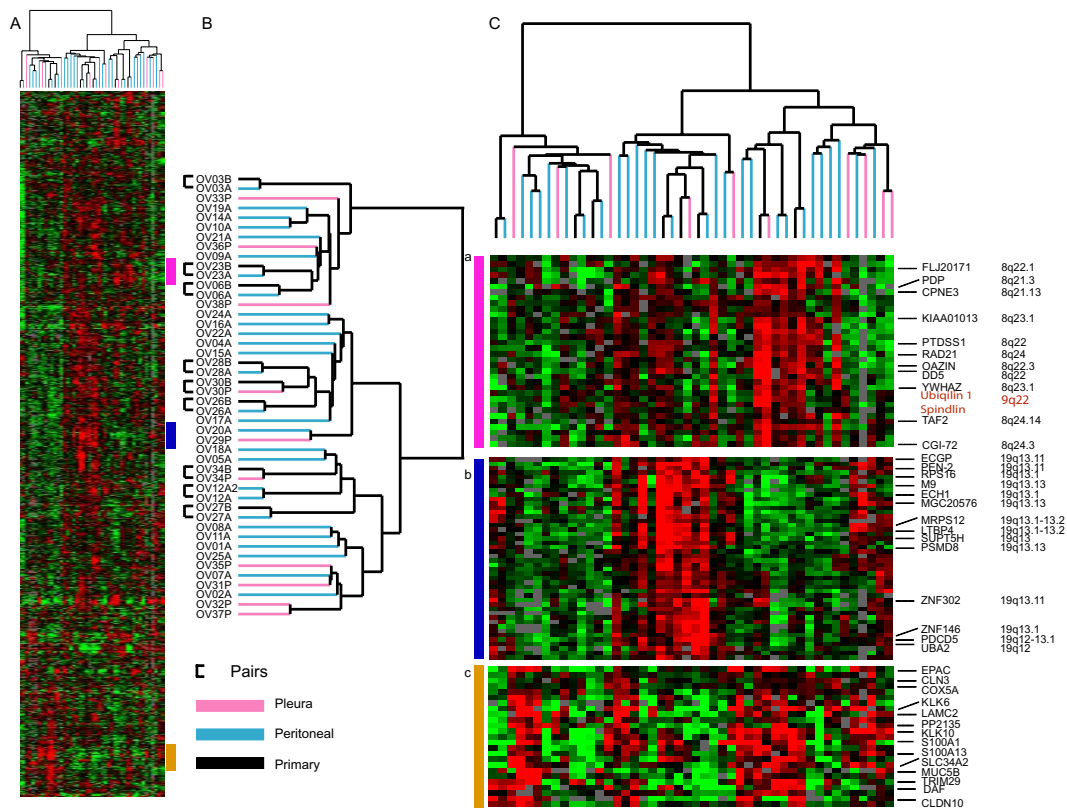 A
B
C
OV03B
OV03A
OV33P
OV19A
OV14A
OV10A
OV21A
OV36P
OV09A
OV23B
OV23A
OV06B
OV06A
OV38P
OV24A
OV16A
OV22A
OV04A
OV15A
OV28B
OV28A
OV30B
OV30P
OV26B
OV26A
OV17A
OV20A
OV29P
OV18A
OV05A
OV34B
OV34P
OV12A2
OV12A
OV27B
OV27A
OV08A
OV11A
OV01A
OV25A
OV35P
OV07A
OV31P
OV02A
OV32P
OV37P
Pairs
Pleura
Peritoneal
Primary
a
FLJ20171 8q22.1
PDP 8q21.3
CPNE3 8q21.13
KIAA01013 8q23.1
PTDSS1 8q22
RAD21 8q24
OAZIN 8q22.3
DD5 8q22
YWHAZ 8q23.1
Ubiqilin 1 9q22
Spindlin
TAF2 8q24.14
CGI-72 8q24.3
b
ECGP 19q13.11
PEN-2 19q13.11
RPS16 19q13.1
M9 19q13.13
ECH1 19q13.1
MGC20576 19q13.13
MRPS12 19q13.1-13.2
LTBP4 19q13.1-13.2
SUPT5H 19q13
PSMD8 19q13.13
ZNF302 19q13.11
ZNF146 19q13.1
PDCD5 19q12-13.1
UBA2 19q12
c
EPAC
CLN3
COX5A
KLK6
LAMC2
PP2135
KLK10
S100A1
S100A13
SLC34A2
MUC5B
TRIM29
DAF
CLDN10